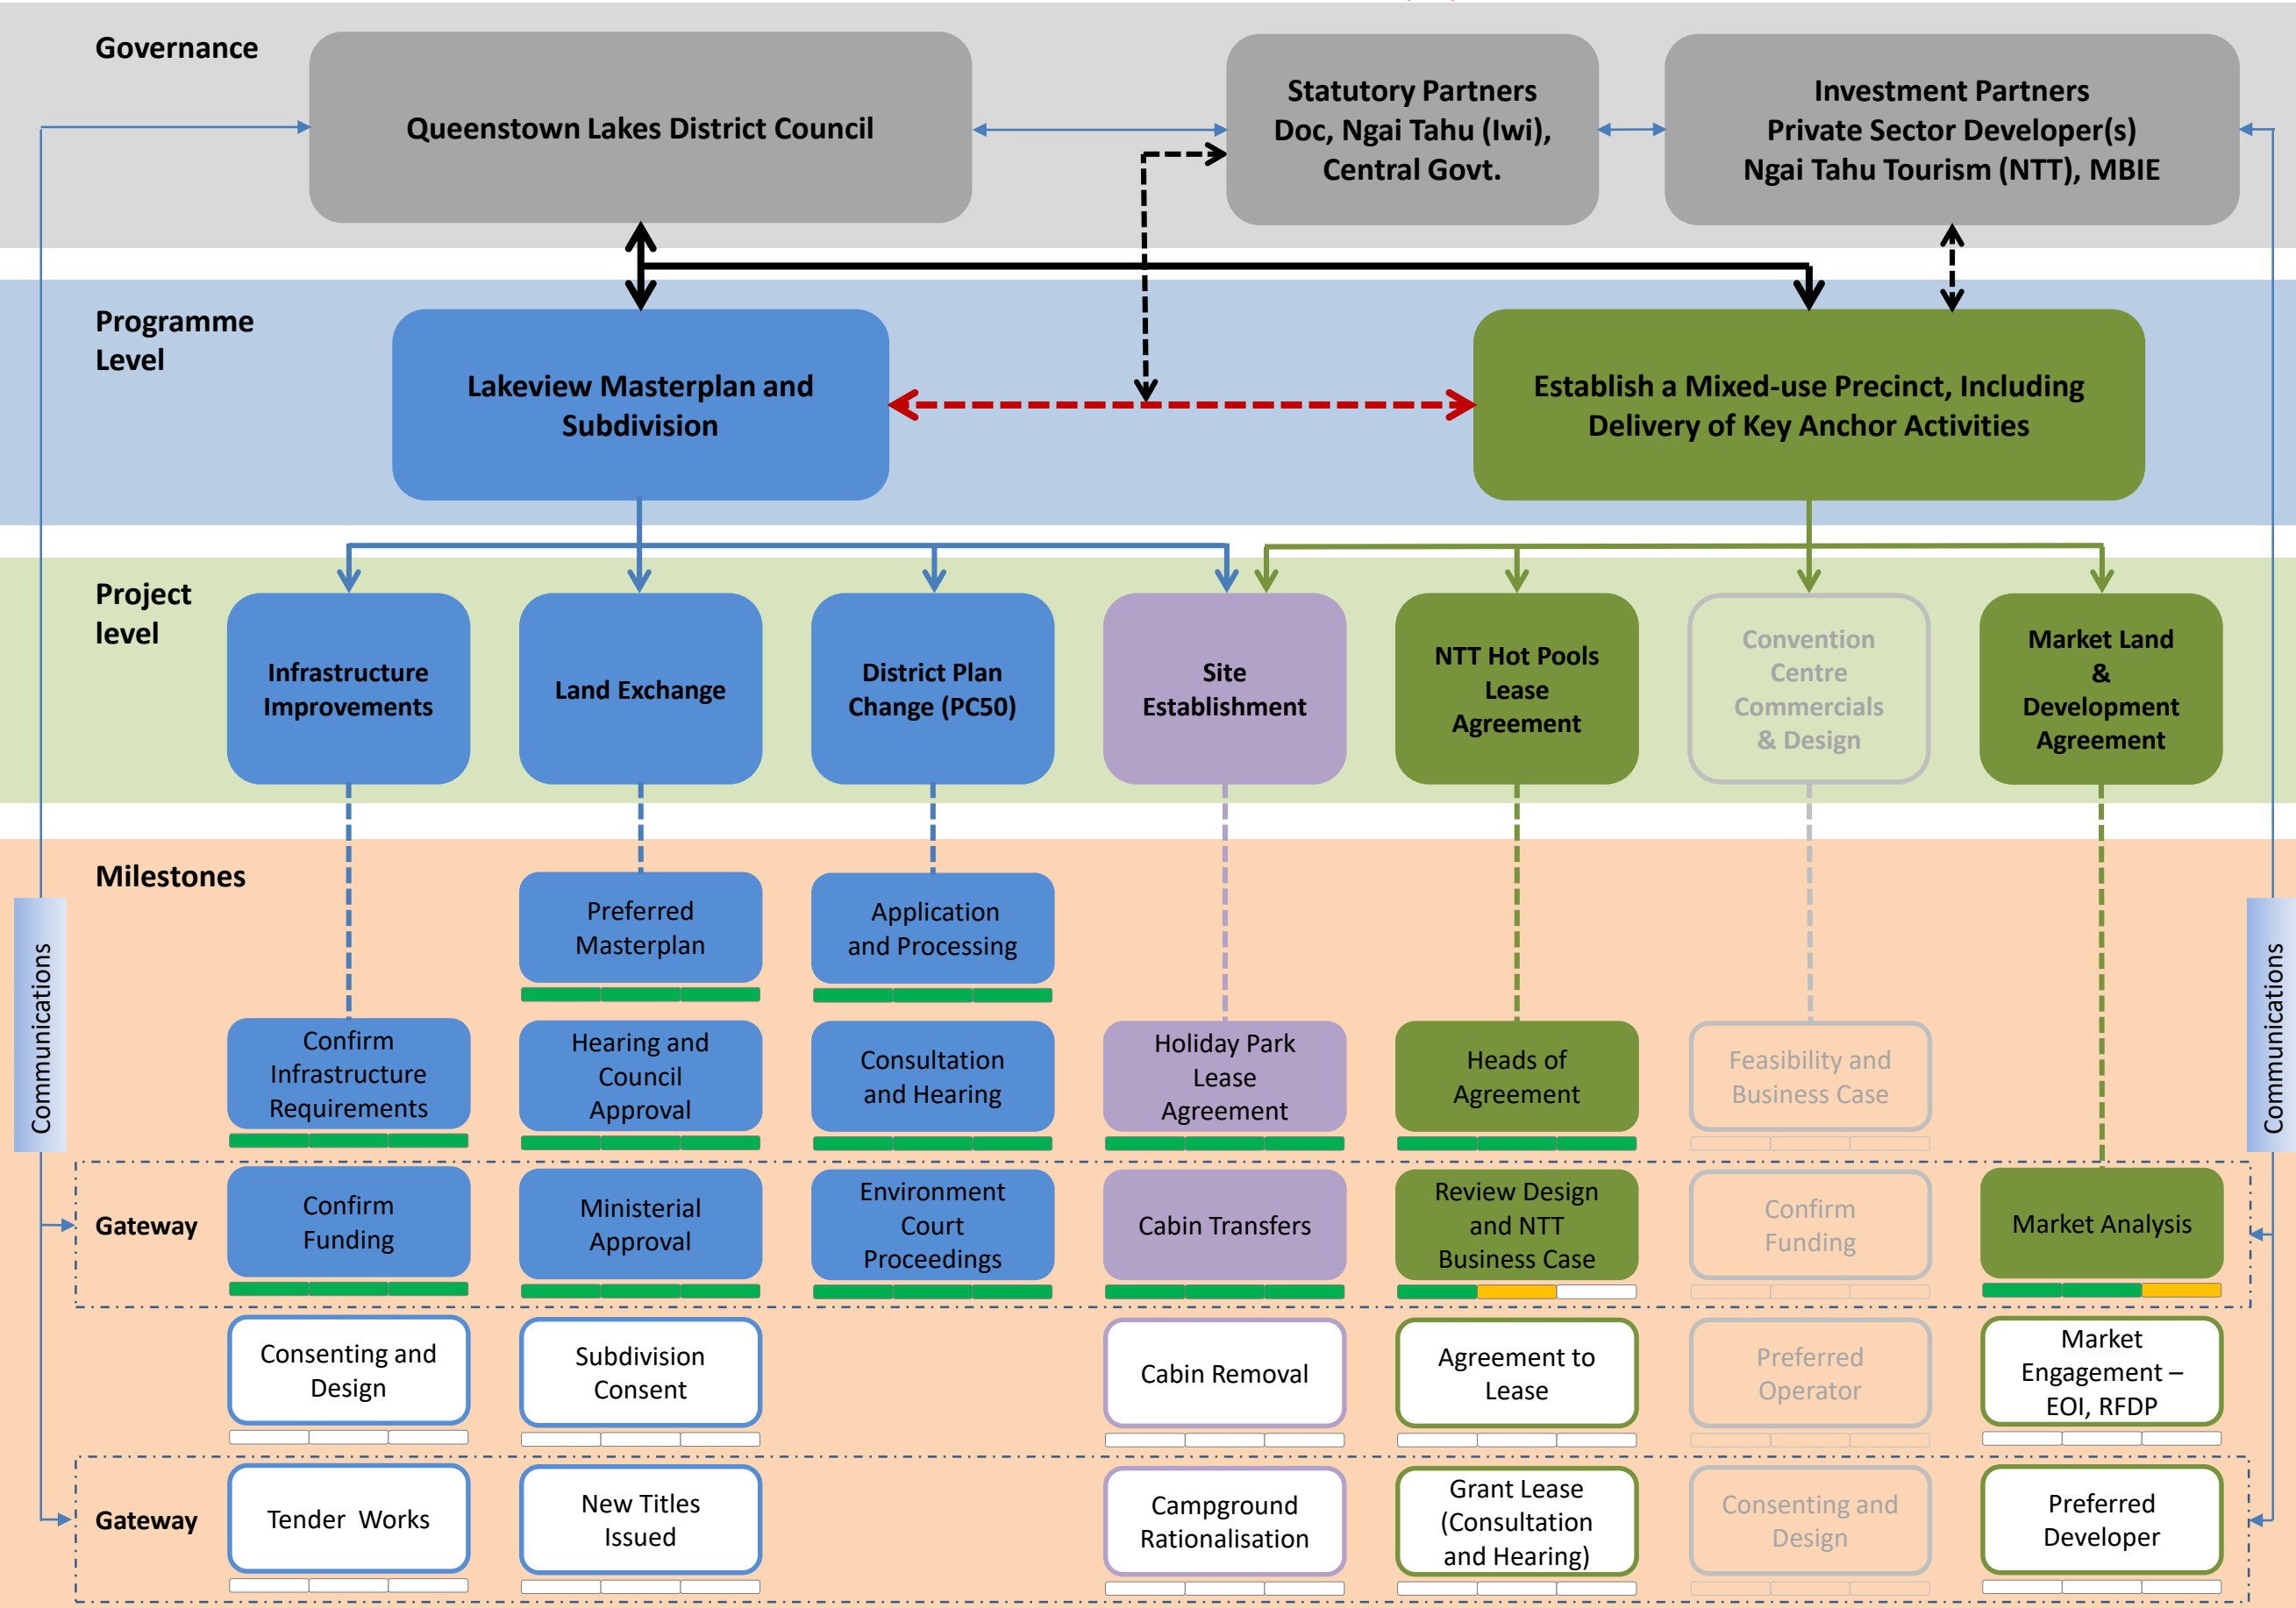 Governance
Queenstown Lakes District Council
Statutory Partners
Doc, Ngai Tahu (Iwi),
Central Govt.
Investment Partners
Private Sector Developer(s)
Ngai Tahu Tourism (NTT), MBIE
Programme
Level
Lakeview Masterplan and
Subdivision
Establish a Mixed-use Precinct, Including
Delivery of Key Anchor Activities
Project
level
Infrastructure
Improvements
Land Exchange
District Plan
Change (PC50)
Site
Establishment
NTT Hot Pools
Lease
Agreement
Convention
Centre
Commercials
& Design
Market Land
&
Development
Agreement
Milestones
Communications
Communications
Preferred
Masterplan
Application
and Processing
Confirm
Infrastructure
Requirements
Hearing and
Council
Approval
Consultation
and Hearing
Holiday Park
Lease
Agreement
Heads of
Agreement
Feasibility and
Business Case
Gateway
Confirm
Funding
Ministerial
Approval
Environment
Court
Proceedings
Cabin Transfers
Review Design
and NTT
Business Case
Confirm
Funding
Market Analysis
Consenting and
Design
Subdivision
Consent
Cabin Removal
Agreement to
Lease
Preferred
Operator
Market
Engagement –
EOI, RFDP
Gateway
Tender Works
New Titles
Issued
Campground
Rationalisation
Grant Lease
(Consultation
and Hearing)
Consenting and
Design
Preferred
Developer